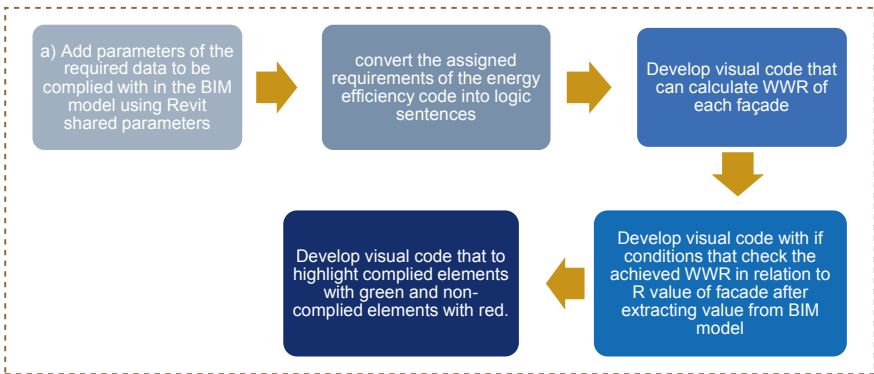 a) Add parameters of the
required data to be
complied with in the BIM
model using Revit
shared parameters
convert the assigned
requirements of the energy
efficiency code into logic
sentences
Develop visual code that
can calculate WWR of
each façade
Develop visual code with if
conditions that check the
achieved WWR in relation to
R value of facade after
extracting value from BIM
model
Develop visual code that to
highlight complied elements
with green and non-
complied elements with red.